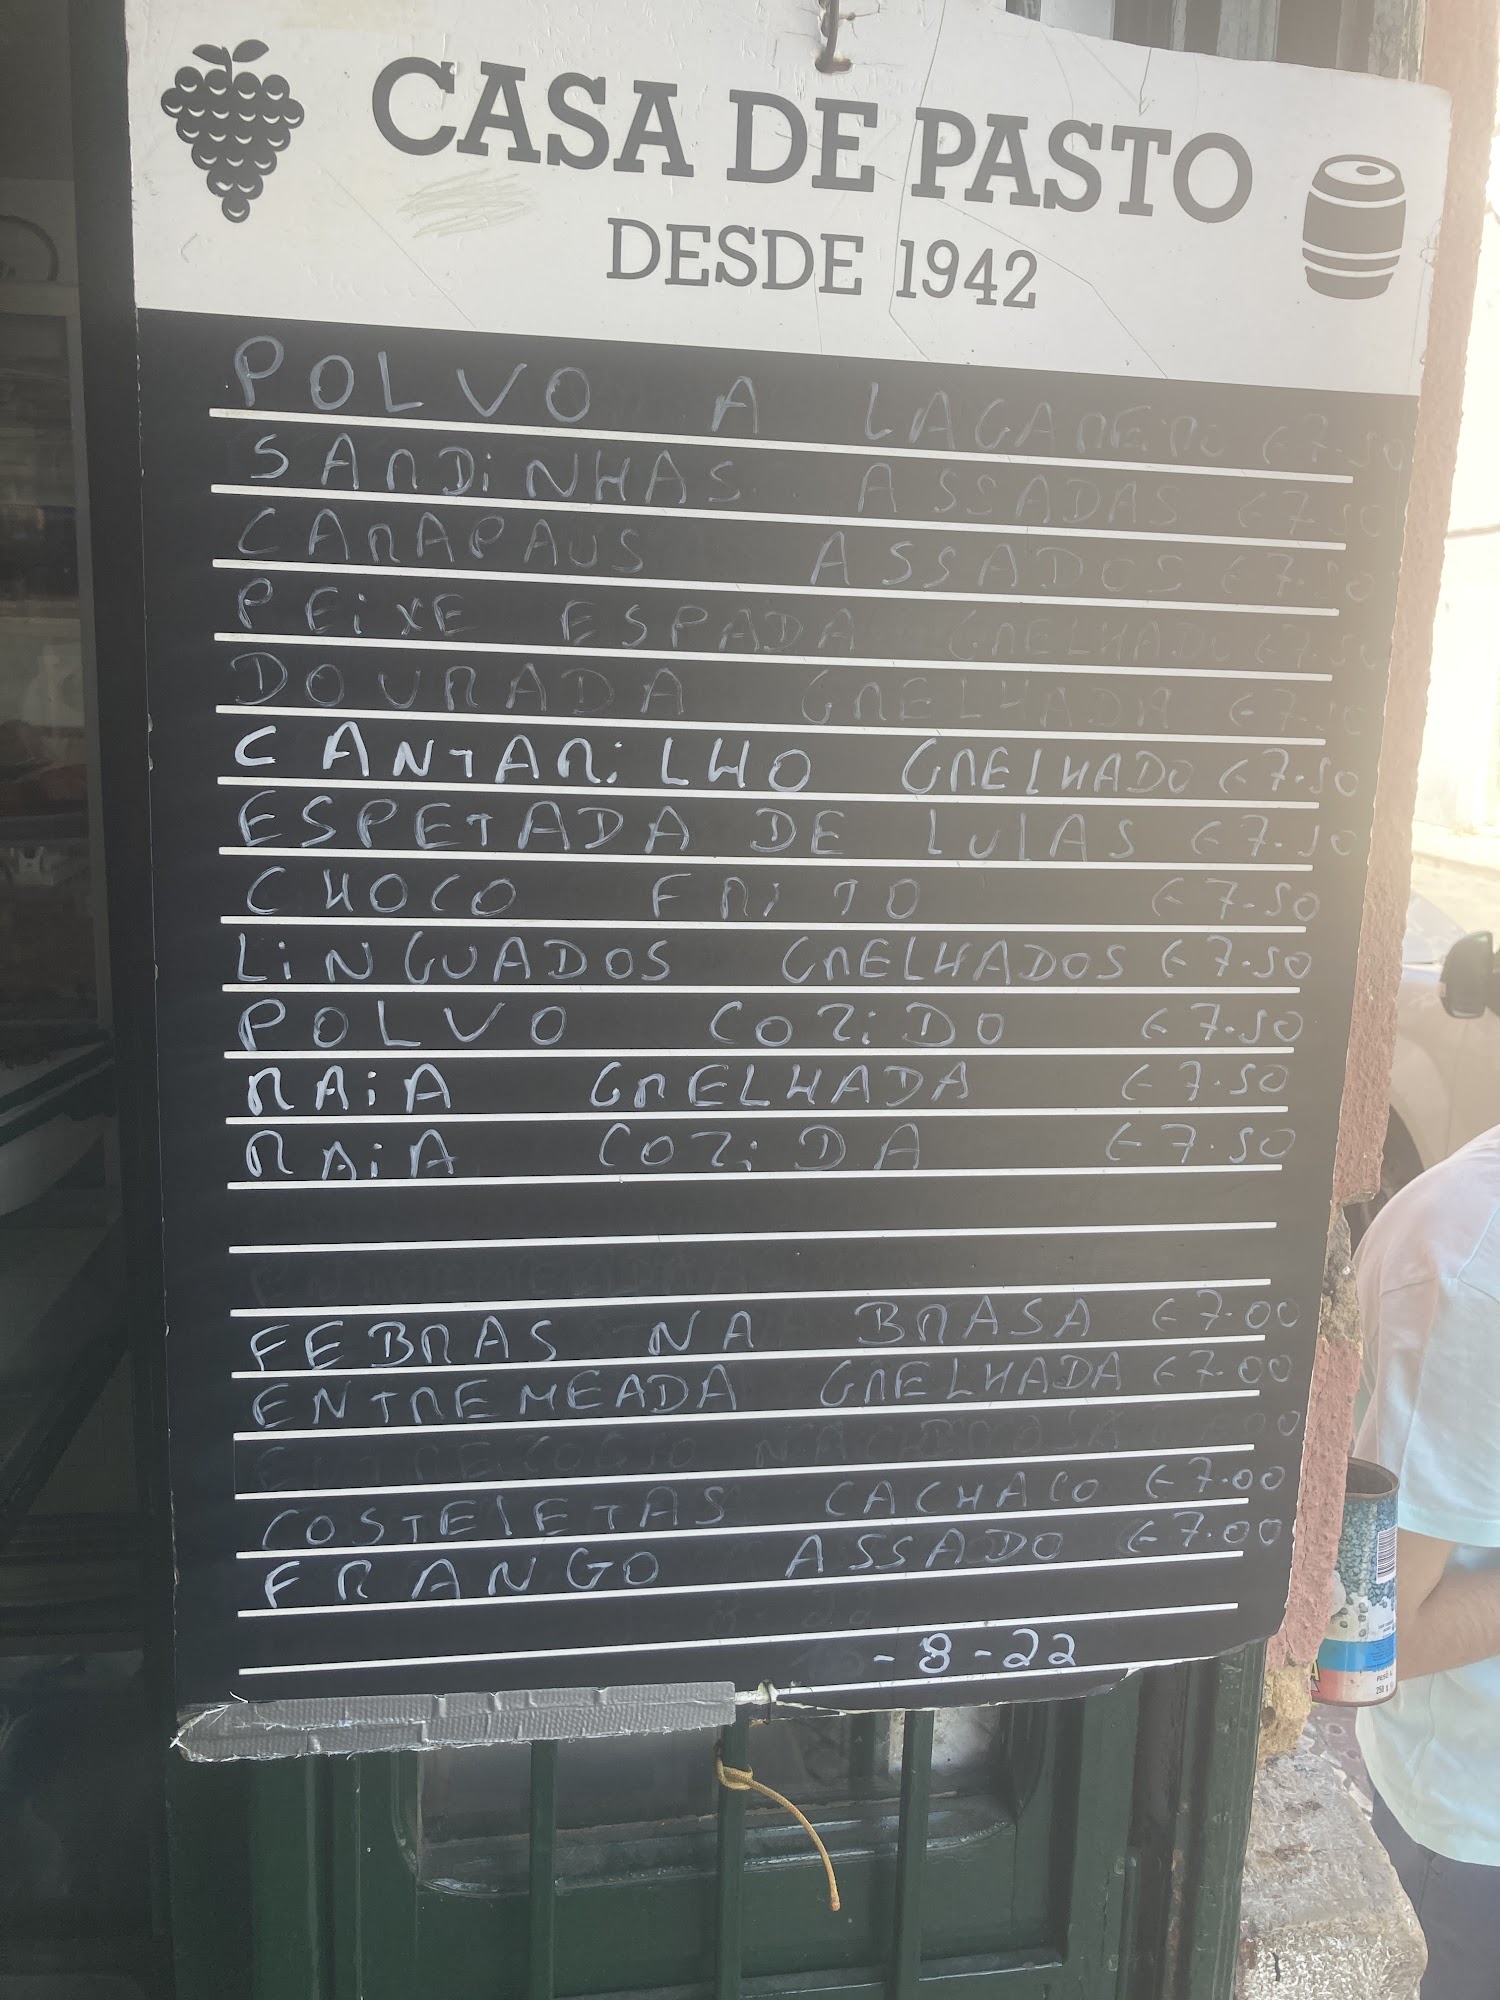 CASA DE PASTO
DESDE 1942
POLVO A LAGAREIRO €7.50
SARDINHAS ASSADAS €7.50
CARAPAUS ASSADOS €7.50
PEIXE ESPADA GRELHADO €7.50
DOURADA GRELHADA €7.50
CANTARILHO GRELHADO €7.50
ESPETADA DE LULAS €7.50
CHOCO FRITO €7.50
LINGUADOS GRELHADOS €7.50
POLVO COZIDO €7.50
RAIA GRELHADA €7.50
RAIA COZIDA €7.50
FEBRAS NA BRASA €7.00
ENTREMEADA GRELHADA €7.00
COSTELETAS CACHACO €7.00
FRANGO ASSADO €7.00
-8-22